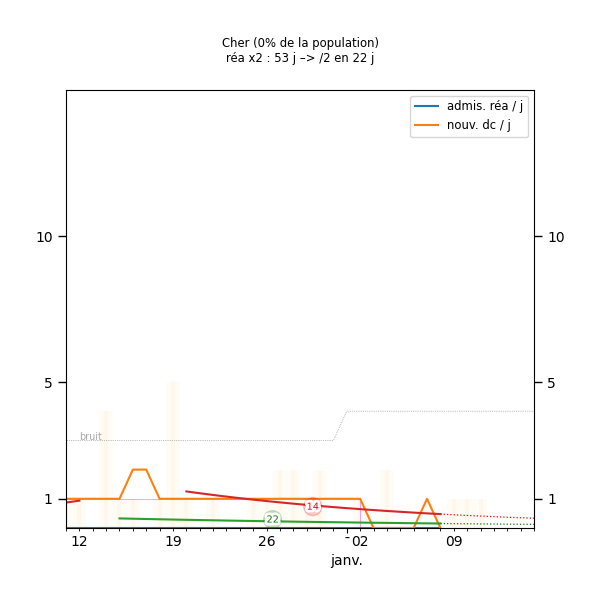 Cher (0% de la population)
réa x2 : 53 j –> /2 en 22 j
admis. réa / j
nouv. dc / j
10
10
5
5
bruit
1
1
14
22
12
19
26
02
09
janv.